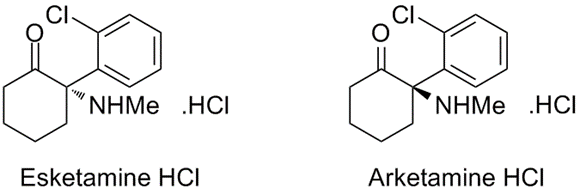 Cl
O
NHMe .HCl
Esketamine HCl
Cl
O
NHMe .HCl
Arketamine HCl